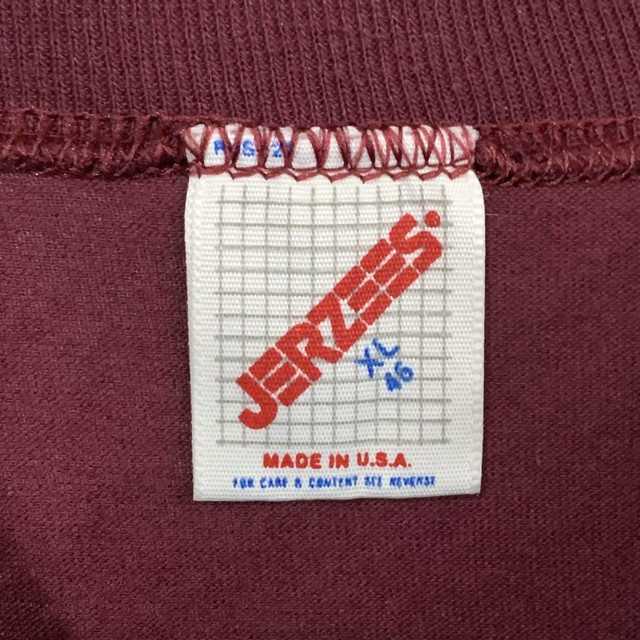 JERZEES
XL
46
MADE IN U.S.A.
FOR CARE & CONTENT SEE REVERSE